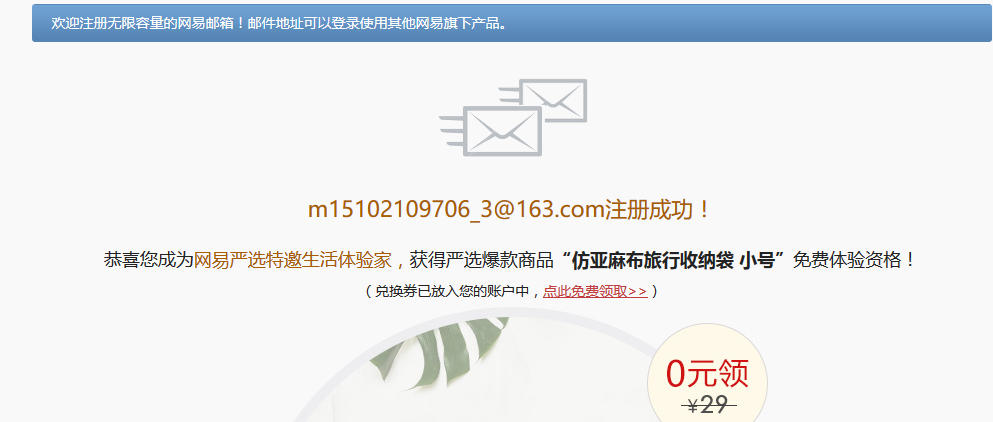 欢迎注册无限容量的网易邮箱！邮件地址可以登录使用其他网易旗下产品。
m15102109706_3@163.com注册成功！
恭喜您成为网易严选特邀生活体验家，获得严选爆款商品“仿亚麻布旅行收纳袋 小号”免费体验资格！
（兑换券已放入您的账户中，点此免费领取>>）
0元领
¥29